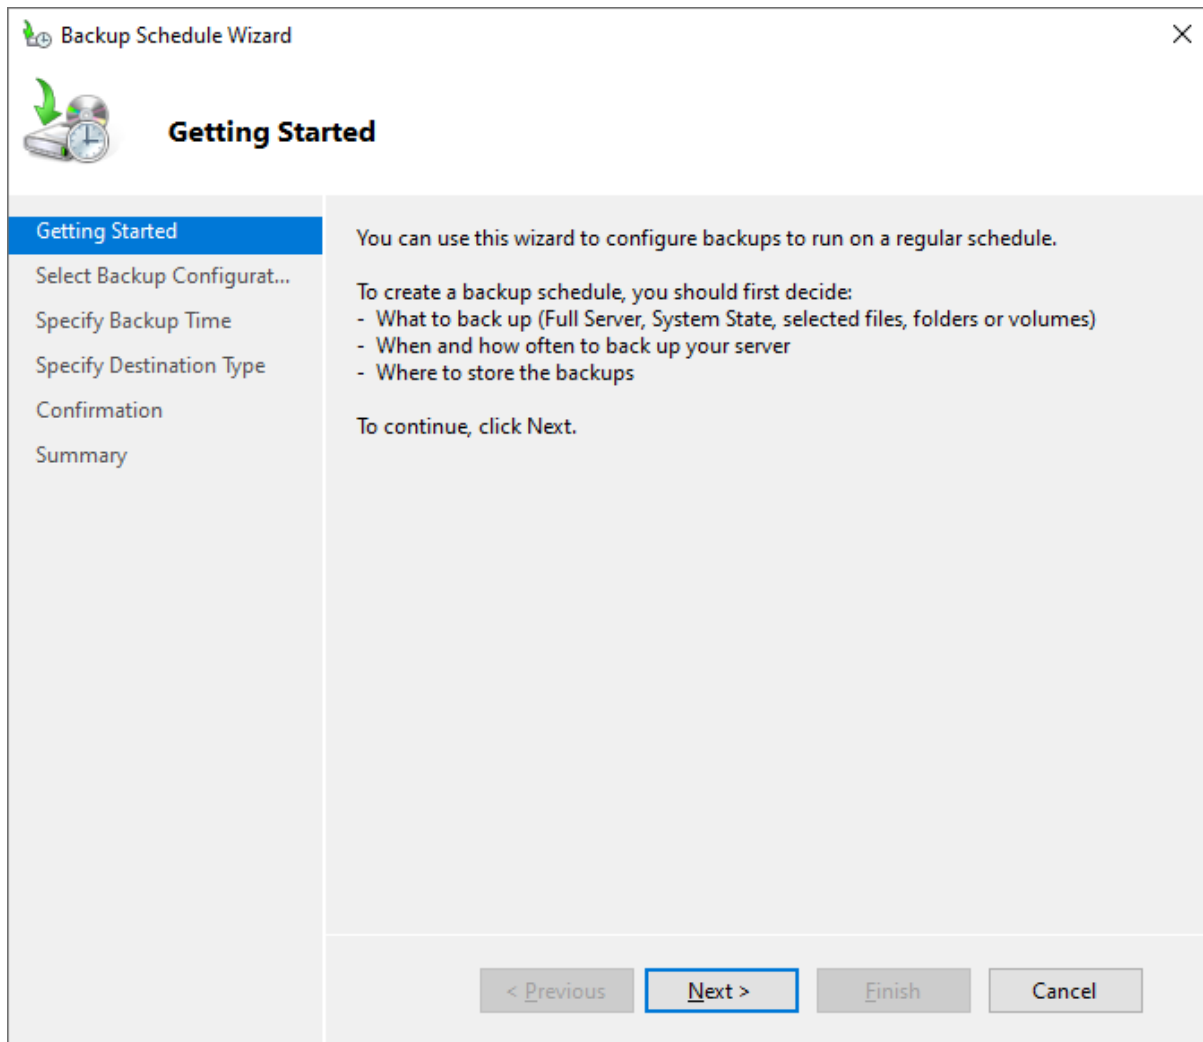 Backup Schedule Wizard
Getting Started
Getting Started
Select Backup Configurat...
Specify Backup Time
Specify Destination Type
Confirmation
Summary
You can use this wizard to configure backups to run on a regular schedule.
To create a backup schedule, you should first decide:
- What to back up (Full Server, System State, selected files, folders or volumes)
- When and how often to back up your server
- Where to store the backups
To continue, click Next.
< Previous
Next >
Finish
Cancel